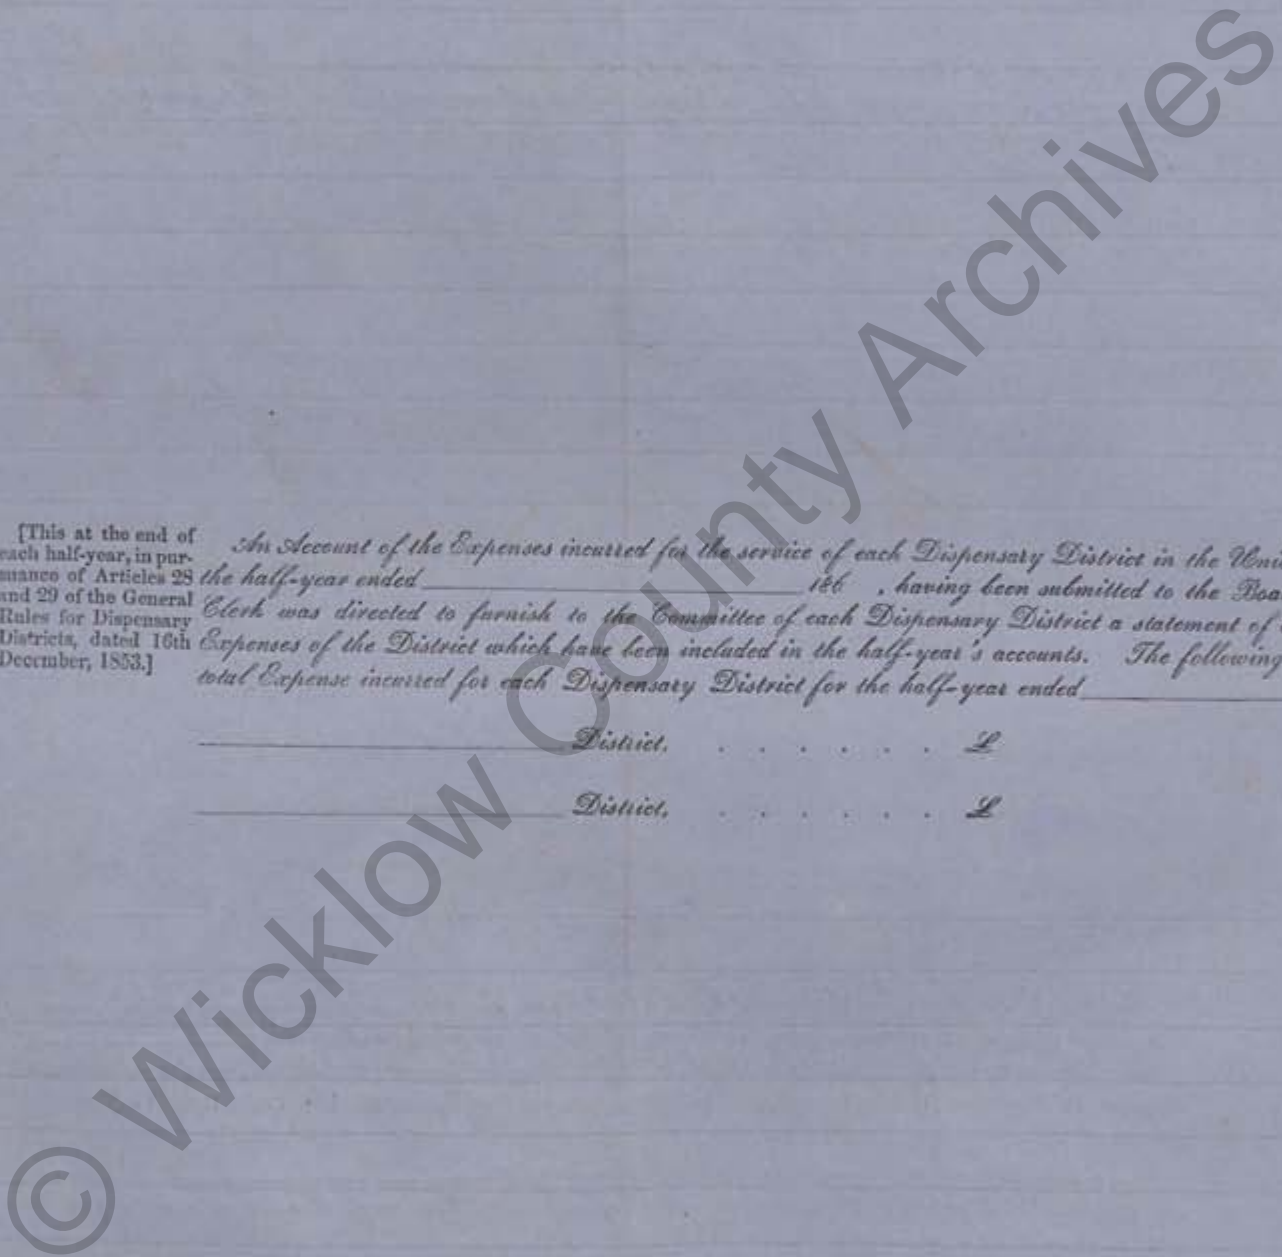 [This at the end of
each half-year, in pur-
suance of Articles 28
and 29 of the General
Rules for Dispensary
Districts, dated 16th
December, 1853.]
An Account of the Expenses incurred for the service of each Dispensary District in the
the half-year ended 186 , having been submitted to the
Clerk was directed to furnish to the Committee of each Dispensary District a statement of
Expenses of the District which have been included in the half-year's accounts. The following
total Expense incurred for each Dispensary District for the half-year ended
District. . . . . . . £
District. . . . . . . £
© Wicklow County Archives